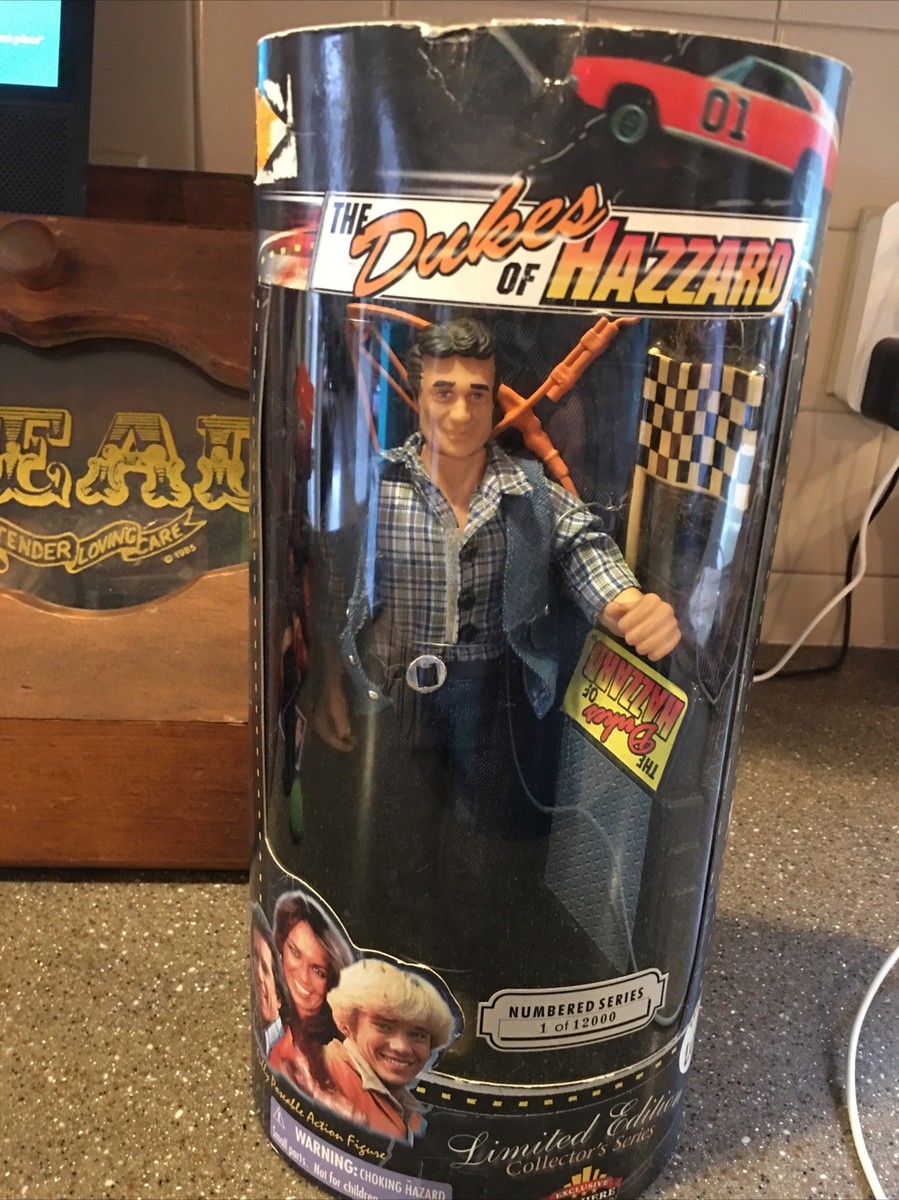 01
THE Dukes OF HAZZARD
TENDER LOVING CARE
© 1985
THE
Dukes
OF
HAZZARD
NUMBERED SERIES
1 of 12000
Poseable Action Figure
WARNING: CHOKING HAZARD
Small parts. Not for children
Limited Edition
Collector's Series
EXCLUSIVE